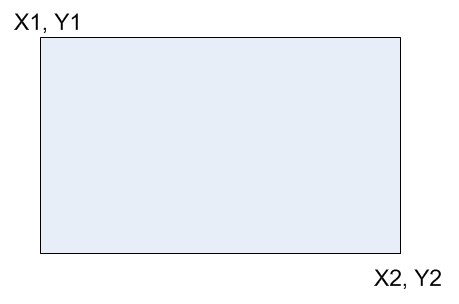 X1, Y1
X2, Y2